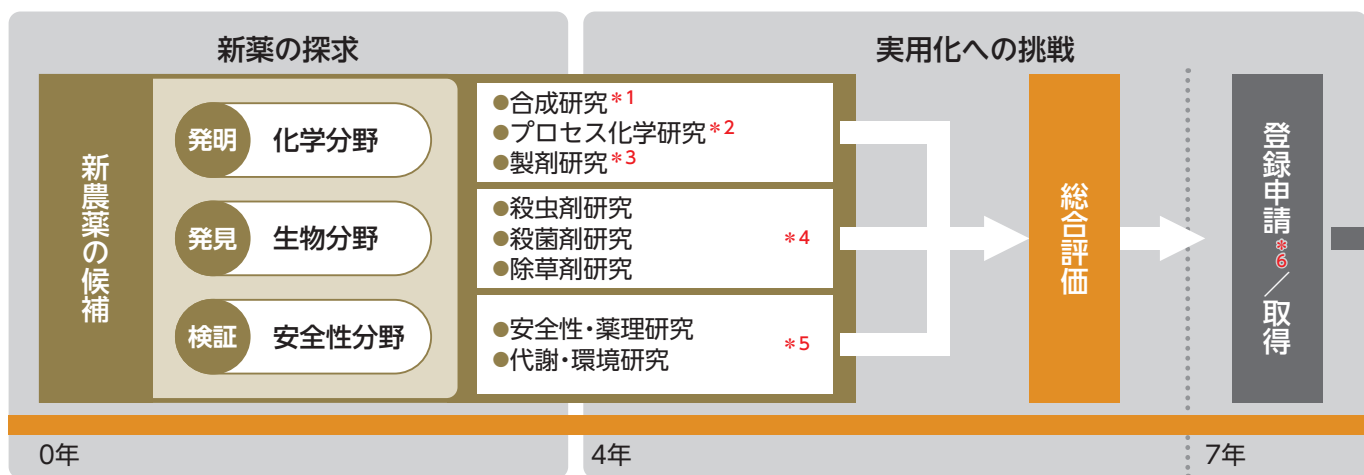 新薬の探求
実用化への挑戦
新農薬の候補
発明 化学分野
●合成研究*1
●プロセス化学研究*2
●製剤研究*3
発見 生物分野
●殺虫剤研究
●殺菌剤研究 *4
●除草剤研究
検証 安全性分野
●安全性・薬理研究
●代謝・環境研究 *5
総合評価
登録申請*6／取得
0年
4年
7年